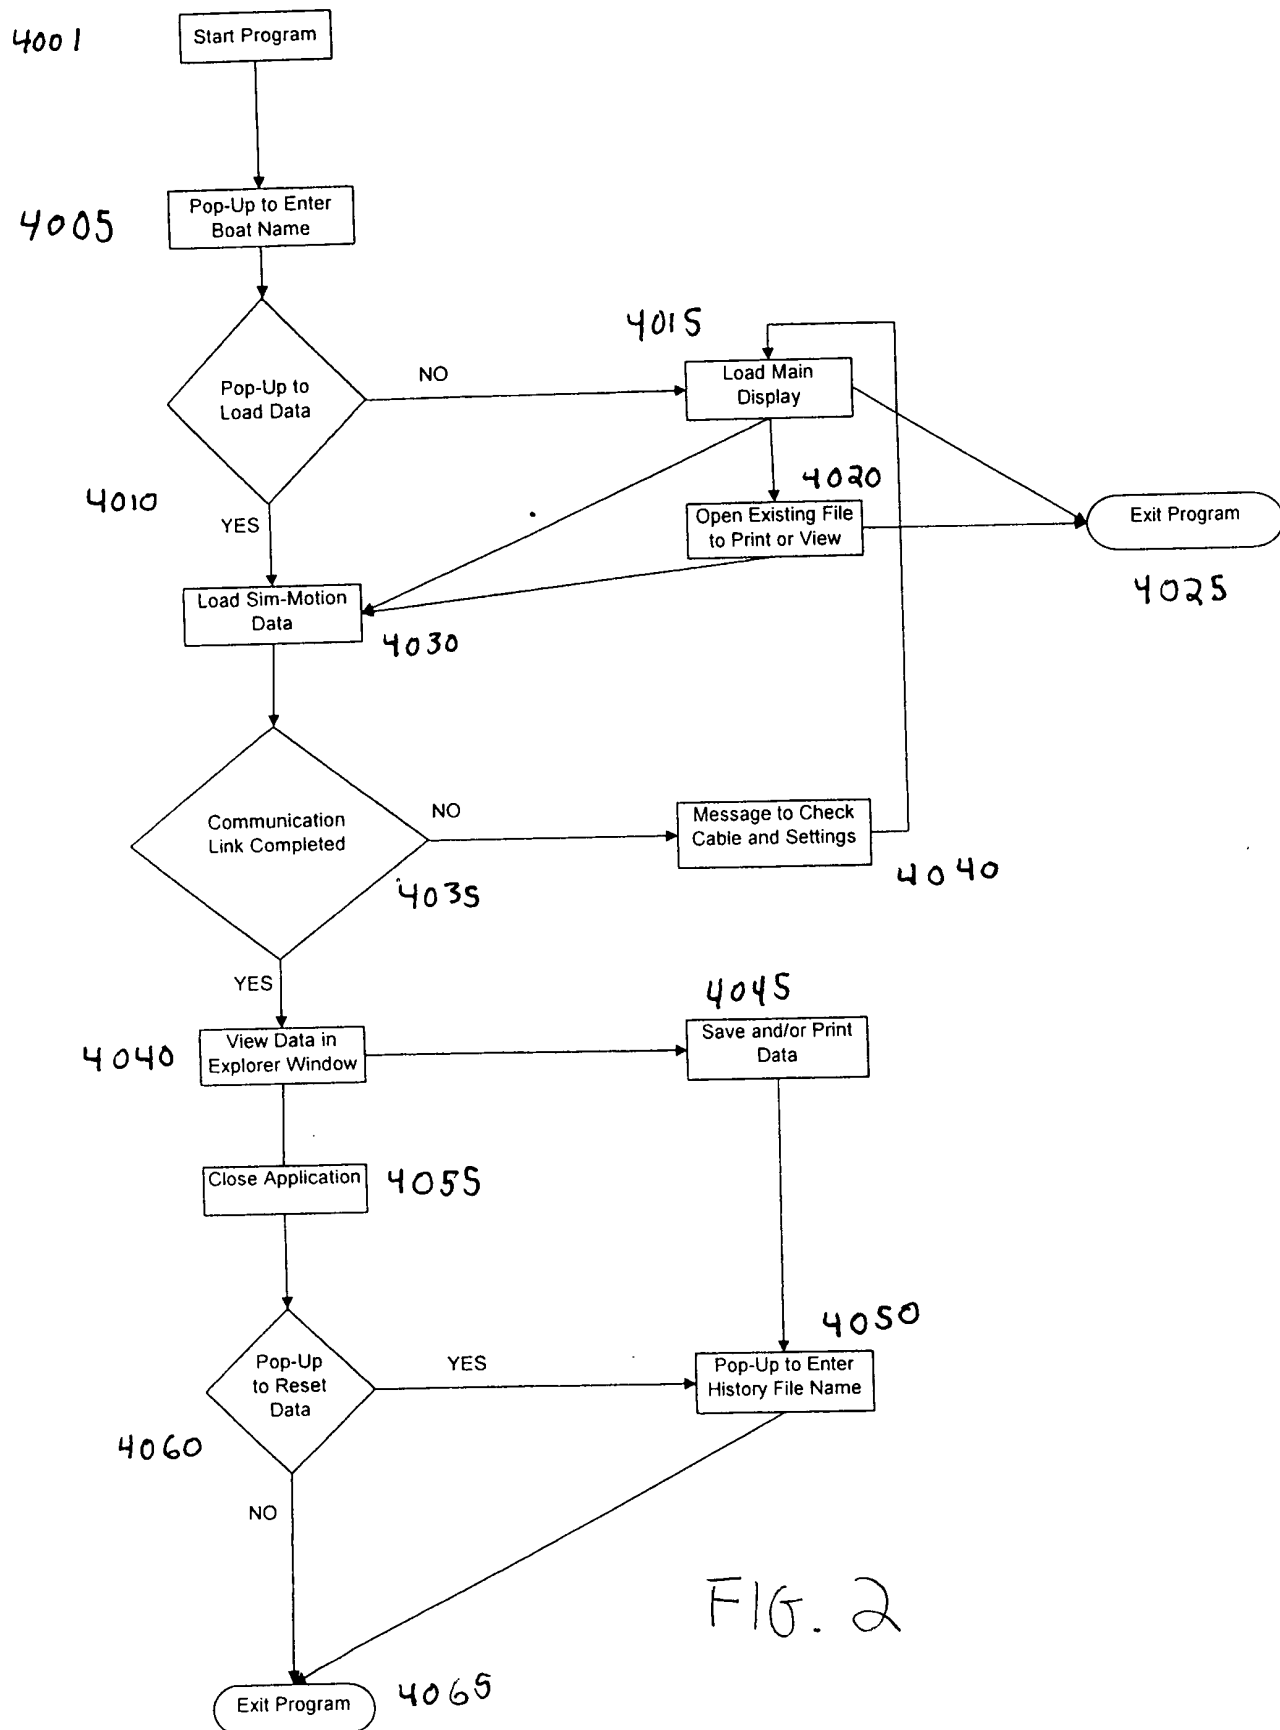 4001
Start Program
4005
Pop-Up to Enter
Boat Name
4015
Pop-Up to
Load Data
NO
Load Main
Display
4010
YES
4020
Open Existing File
to Print or View
Exit Program
4025
Load Sim-Motion
Data
4030
Communication
Link Completed
NO
Message to Check
Cable and Settings
4035
4040
YES
4045
4040
View Data in
Explorer Window
Save and/or Print
Data
Close Application
4055
4050
Pop-Up
to Reset
Data
YES
Pop-Up to Enter
History File Name
4060
NO
FIG. 2
Exit Program
4065